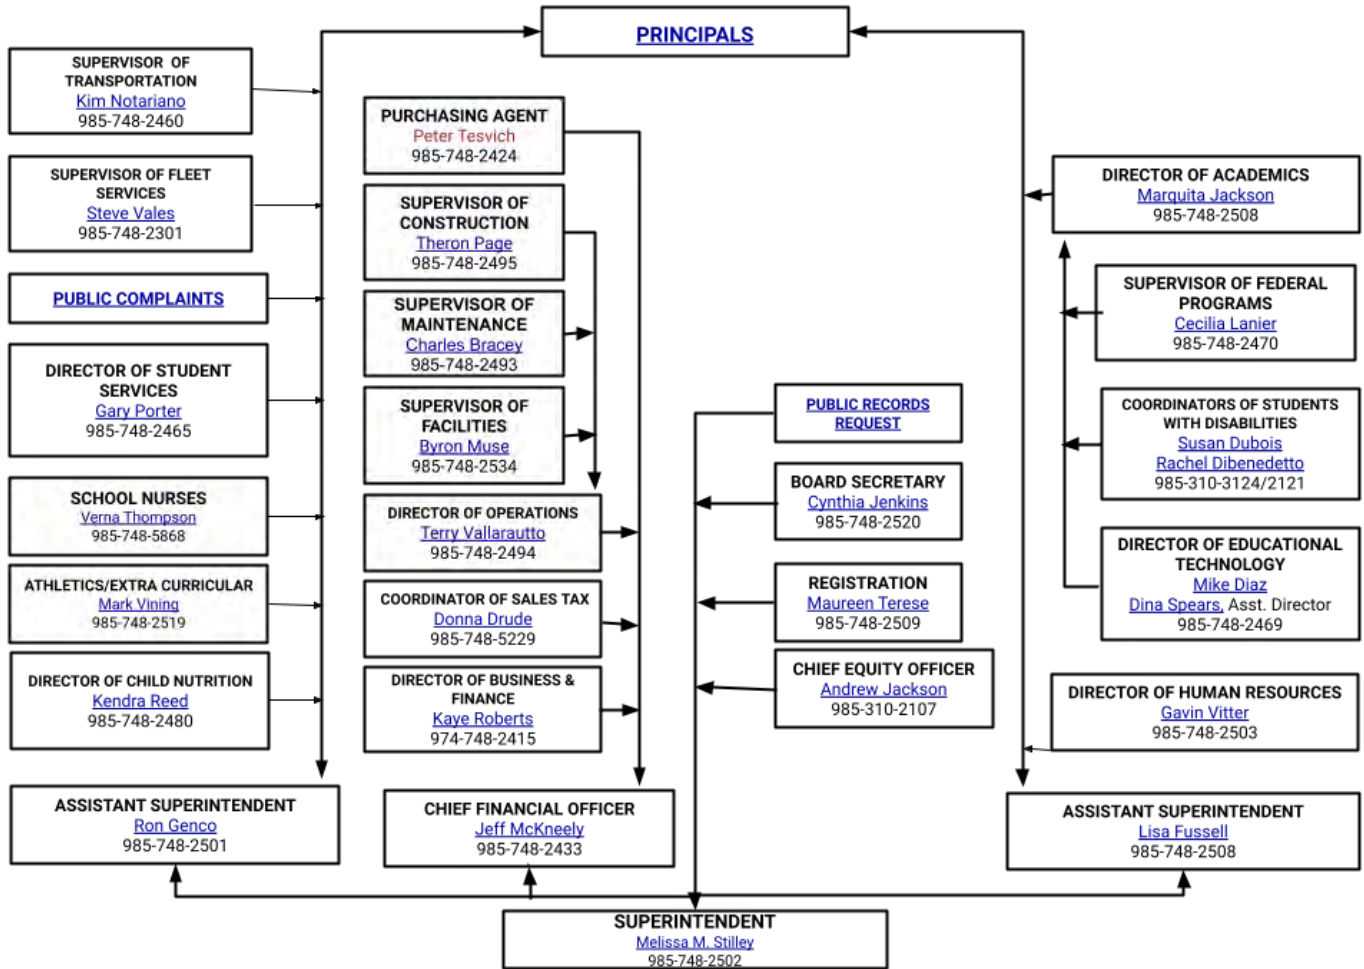 PRINCIPALS
SUPERVISOR OF
TRANSPORTATION
Kim Notariano
985-748-2460
SUPERVISOR OF FLEET
SERVICES
Steve Vales
985-748-2301
PUBLIC COMPLAINTS
DIRECTOR OF STUDENT
SERVICES
Gary Porter
985-748-2465
SCHOOL NURSES
Verna Thompson
985-748-5868
ATHLETICS/EXTRA CURRICULAR
Mark Vining
985-748-2519
DIRECTOR OF CHILD NUTRITION
Kendra Reed
985-748-2480
ASSISTANT SUPERINTENDENT
Ron Genco
985-748-2501
PURCHASING AGENT
Peter Tesvich
985-748-2424
SUPERVISOR OF
CONSTRUCTION
Theron Page
985-748-2495
SUPERVISOR OF
MAINTENANCE
Charles Bracey
985-748-2493
SUPERVISOR OF
FACILITIES
Byron Muse
985-748-2534
DIRECTOR OF OPERATIONS
Terry Vallarautto
985-748-2494
COORDINATOR OF SALES TAX
Donna Drude
985-748-5229
DIRECTOR OF BUSINESS &
FINANCE
Kaye Roberts
974-748-2415
CHIEF FINANCIAL OFFICER
Jeff McKneely
985-748-2433
PUBLIC RECORDS
REQUEST
BOARD SECRETARY
Cynthia Jenkins
985-748-2520
REGISTRATION
Maureen Terese
985-748-2509
CHIEF EQUITY OFFICER
Andrew Jackson
985-310-2107
DIRECTOR OF ACADEMICS
Marquita Jackson
985-748-2508
SUPERVISOR OF FEDERAL
PROGRAMS
Cecilia Lanier
985-748-2470
COORDINATORS OF STUDENTS
WITH DISABILITIES
Susan Dubois
Rachel Dibenedetto
985-310-3124/2121
DIRECTOR OF EDUCATIONAL
TECHNOLOGY
Mike Diaz
Dina Spears, Asst. Director
985-748-2469
DIRECTOR OF HUMAN RESOURCES
Gavin Vitter
985-748-2503
ASSISTANT SUPERINTENDENT
Lisa Fussell
985-748-2508
SUPERINTENDENT
Melissa M. Stilley
985-748-2502